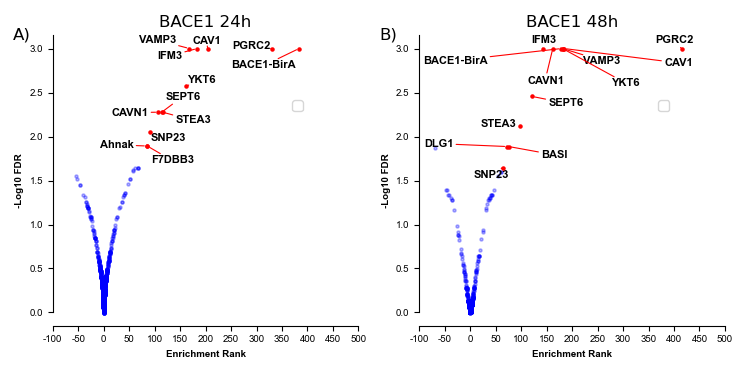 BACE1 24h
A)
VAMP3
CAV1
IFM3
PGRC2
BACE1-BirA
YKT6
SEPT6
CAVN1
STEA3
SNP23
Ahnak
F7DBB3
-Log10 FDR
3.0
2.5
2.0
1.5
1.0
0.5
0.0
-100 -50 0 50 100 150 200 250 300 350 400 450 500
Enrichment Rank
BACE1 48h
B)
IFM3
PGRC2
BACE1-BirA
VAMP3
CAV1
CAVN1
YKT6
SEPT6
STEA3
DLG1
BASI
SNP23
-Log10 FDR
3.0
2.5
2.0
1.5
1.0
0.5
0.0
-100 -50 0 50 100 150 200 250 300 350 400 450 500
Enrichment Rank